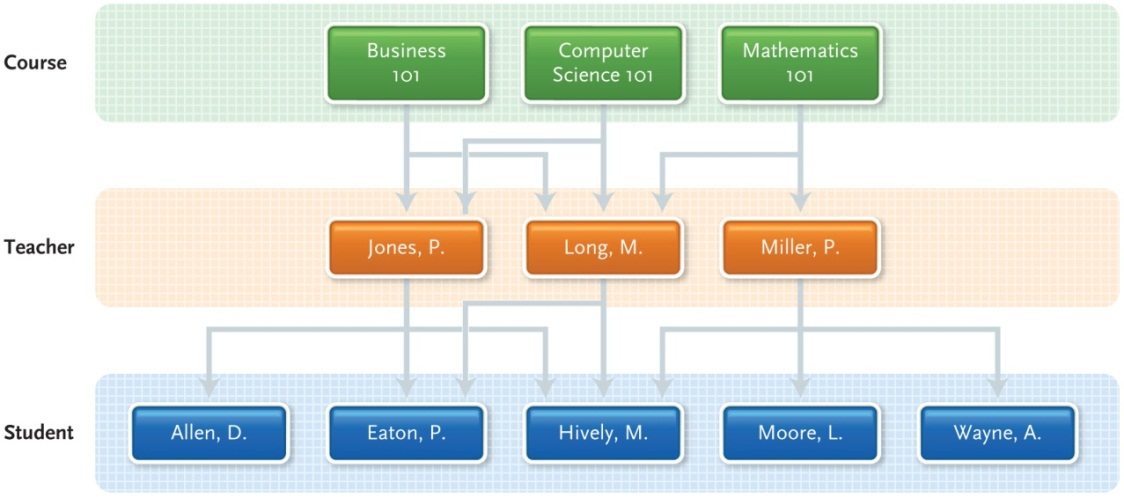 Course
Business
101
Computer
Science 101
Mathematics
101
Teacher
Jones, P.
Long, M.
Miller, P.
Student
Allen, D.
Eaton, P.
Hively, M.
Moore, L.
Wayne, A.